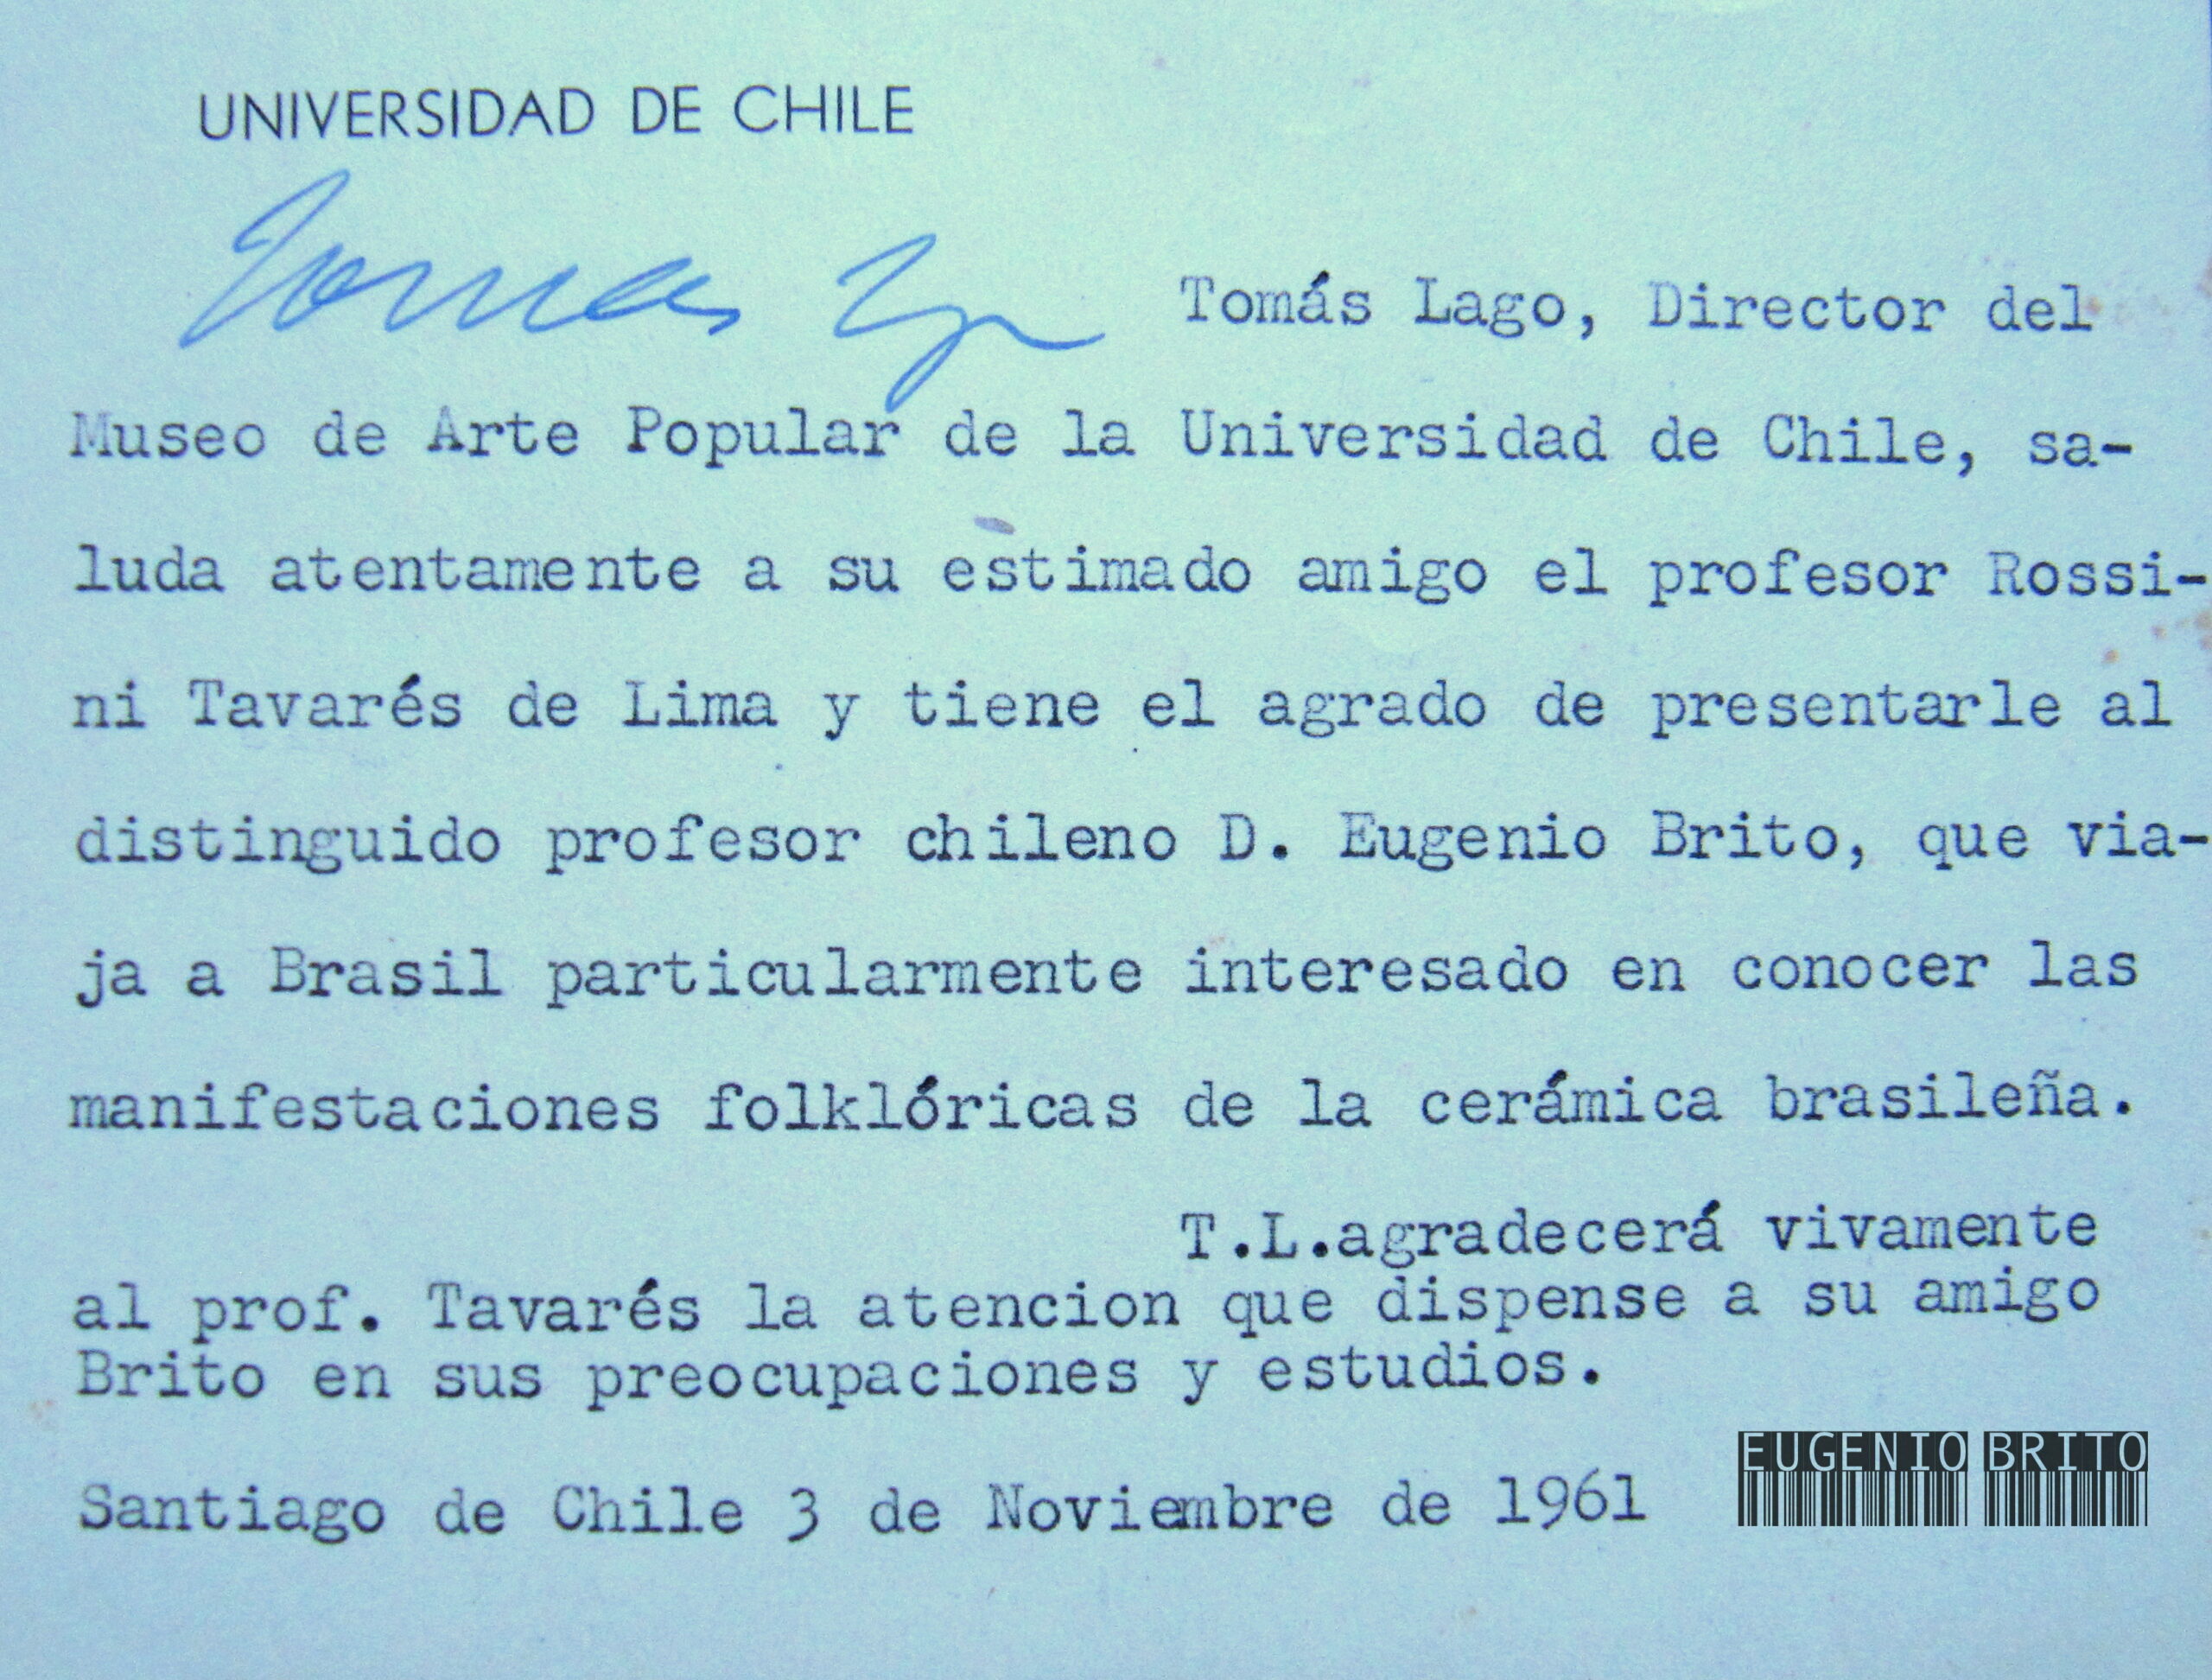 UNIVERSIDAD DE CHILE
Tomas Lago
Tomás Lago, Director del
Museo de Arte Popular de la Universidad de Chile, sa-
luda atentamente a su estimado amigo el profesor Rossi-
ni Tavarés de Lima y tiene el agrado de presentarle al
distinguido profesor chileno D. Eugenio Brito, que via-
ja a Brasil particularmente interesado en conocer las
manifestaciones folklóricas de la cerámica brasileña.
T.L.agradecerá vivamente
al prof. Tavarés la atencion que dispense a su amigo
Brito en sus preocupaciones y estudios.
Santiago de Chile 3 de Noviembre de 1961
EUGENIO BRITO